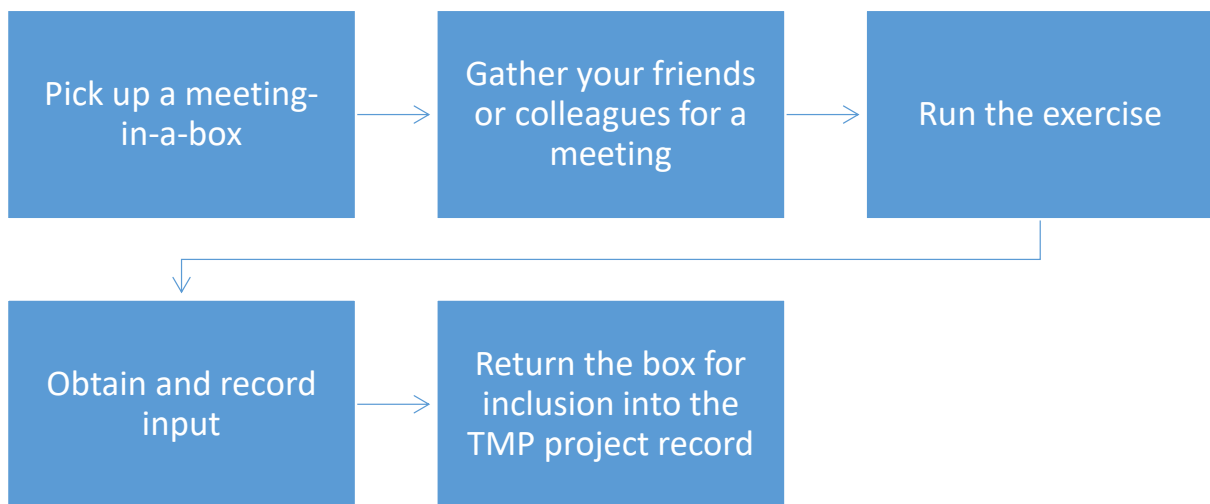 Pick up a meeting-
in-a-box
Gather your friends
or colleagues for a
meeting
Run the exercise
Obtain and record
input
Return the box for
inclusion into the
TMP project record